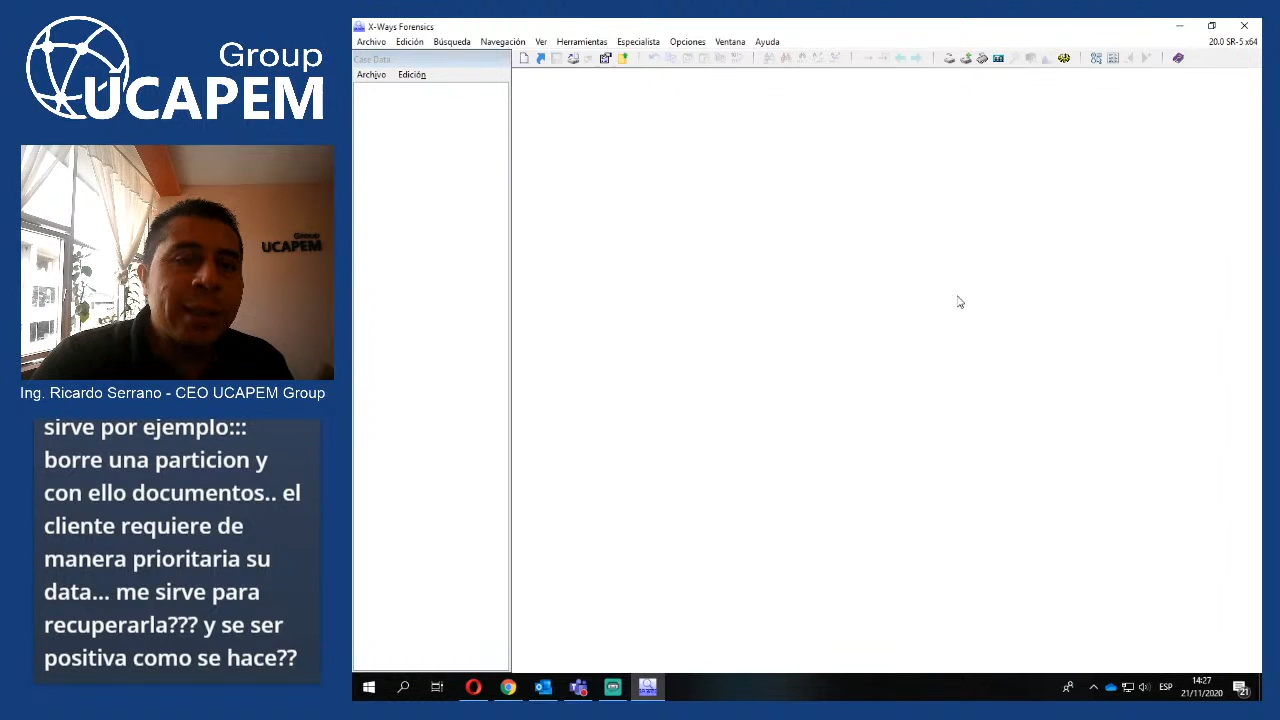 Group
UCAPEM
Group
UCAPEM
Ing. Ricardo Serrano - CEO UCAPEM Group
sirve por ejemplo:::
borre una particion y
con ello documentos.. el
cliente requiere de
manera prioritaria su
data... me sirve para
recuperarla??? y se ser
positiva como se hace??
X-Ways Forensics
Archivo Edición Búsqueda Navegación Ver Herramientas Especialista Opciones Ventana Ayuda
20.0 SR-5 x64
Case Data
Archivo Edición
ESP
14:27
21/11/2020
21